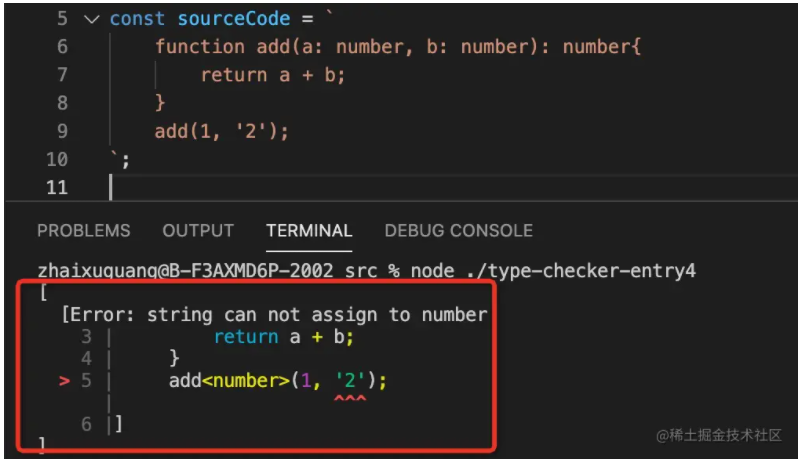 5 const sourceCode = `
6 function add(a: number, b: number): number{
7 return a + b;
8 }
9 add(1, '2');
10 `;
11
PROBLEMS OUTPUT TERMINAL DEBUG CONSOLE
zhaixuguang@B-F3AXMD6P-2002 src % node ./type-checker-entry4
[
[Error: string can not assign to number
3 | return a + b;
4 | }
> 5 | add<number>(1, '2');
| ^^^
6 |]
]
@稀土掘金技术社区